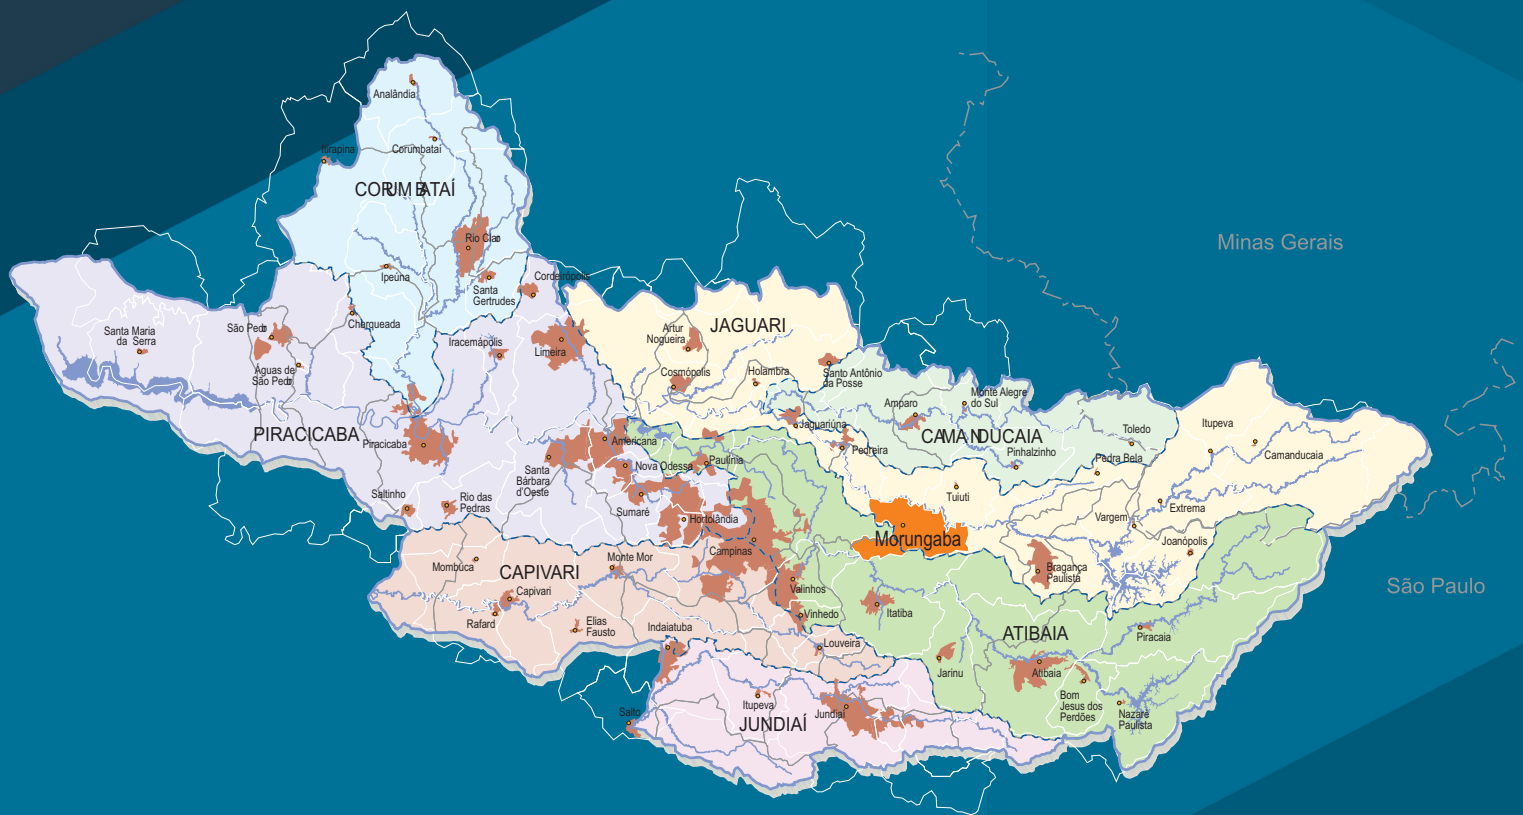 Analândia
Corumbataí
Itirapina
CORUMBATAÍ
Rio Claro
Ipeúna
Santa
Gertrudes
Cordeirópolis
Charqueada
Minas Gerais
Santa Maria
da Serra
São Pedro
Águas de
São Pedro
Iracemápolis
Limeira
JAGUARI
Artur
Nogueira
Cosmópolis
Holambra
Santo Antônio
da Posse
Monte Alegre
do Sul
Amparo
CAMANDUCAIA
Toledo
Itupeva
Camanducaia
Pinhalzinho
Pedra Bela
Jaguariúna
Pedreira
PIRACICABA
Piracicaba
Americana
Nova Odessa
Paulínia
Santa
Bárbara
d'Oeste
Sumaré
Hortolândia
Saltinho
Rio das
Pedras
Tuiuti
Vargem
Extrema
Joanópolis
Morungaba
Campinas
Bragança
Paulista
São Paulo
Mombuca
CAPIVARI
Monte Mor
Capivari
Rafard
Elias
Fausto
Indaiatuba
Valinhos
Vinhedo
Itatiba
Louveira
ATIBAIA
Piracaia
Jarinu
Atibaia
Bom
Jesus dos
Perdões
Nazaré
Paulista
Salto
Itupeva
Jundiaí
JUNDIAÍ